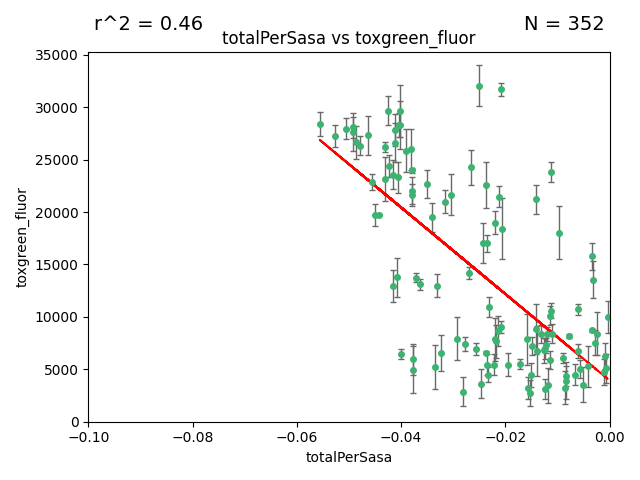 r^2 = 0.46
N = 352
totalPerSasa vs toxgreen_fluor
35000
30000
25000
20000
15000
10000
5000
0
toxgreen_fluor
−0.10
−0.08
−0.06
−0.04
−0.02
0.00
totalPerSasa